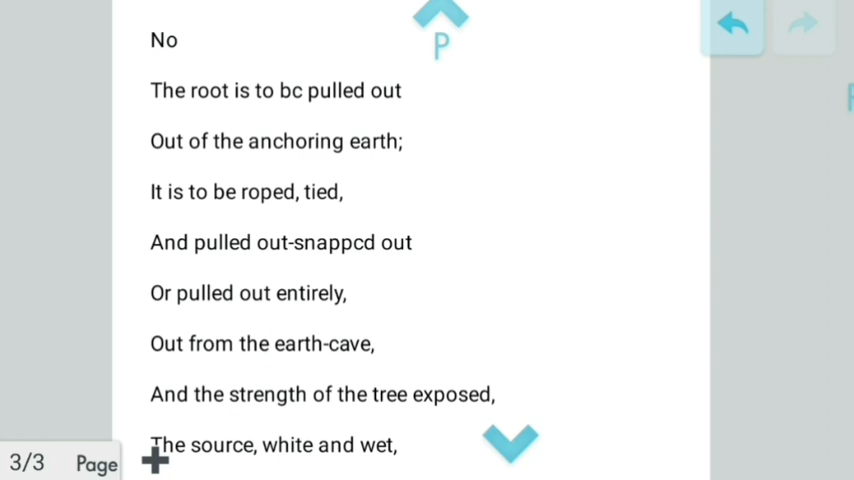 P
No
The root is to bc pulled out
Out of the anchoring earth;
It is to be roped, tied,
And pulled out-snappcd out
Or pulled out entirely,
Out from the earth-cave,
And the strength of the tree exposed,
The source, white and wet,
3/3 Page